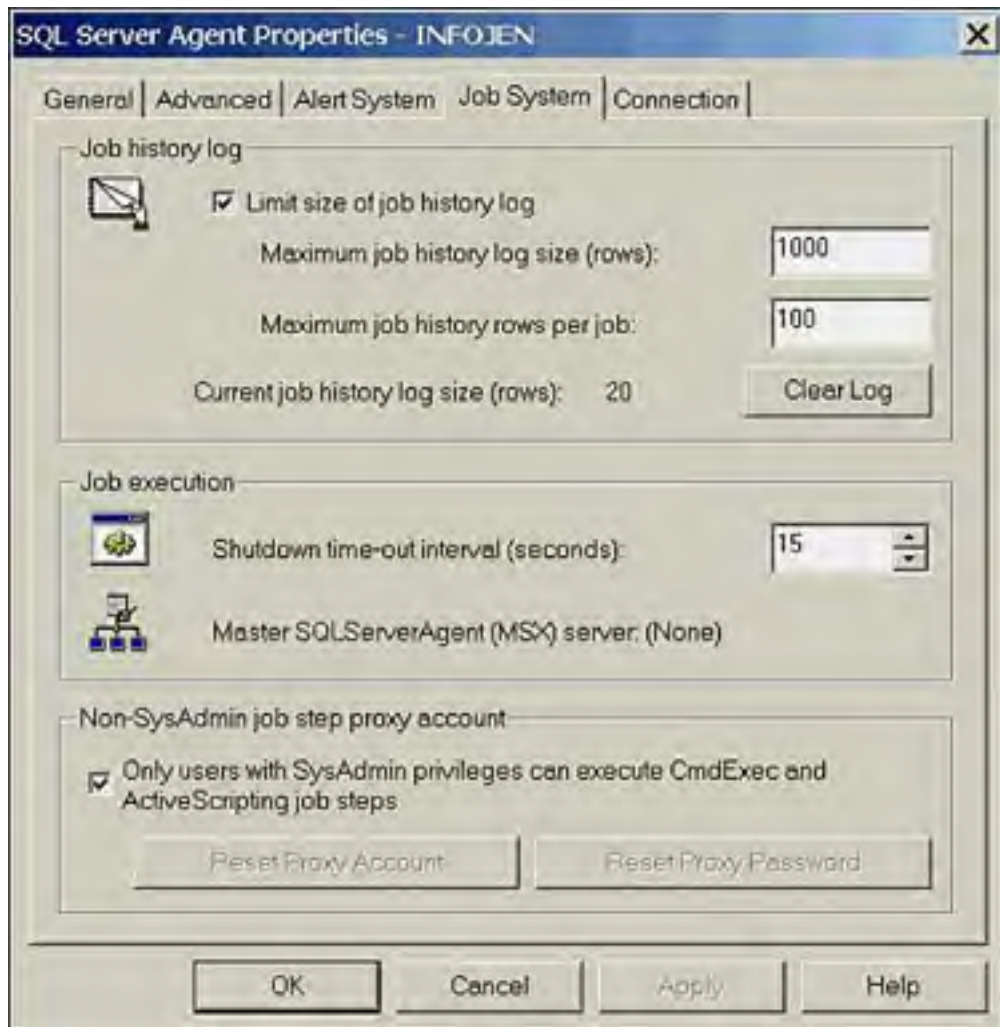 SQL Server Agent Properties - INFOJEN
General
Advanced
Alert System
Job System
Connection
Job history log
Limit size of job history log
Maximum job history log size (rows):
1000
Maximum job history rows per job:
100
Current job history log size (rows): 20
Clear Log
Job execution
Shutdown time-out interval (seconds):
15
Master SQLServerAgent (MSX) server: (None)
Non-SysAdmin job step proxy account
Only users with SysAdmin privileges can execute CmdExec and
ActiveScripting job steps
Reset Proxy Account
Reset Proxy Password
OK
Cancel
Apply
Help